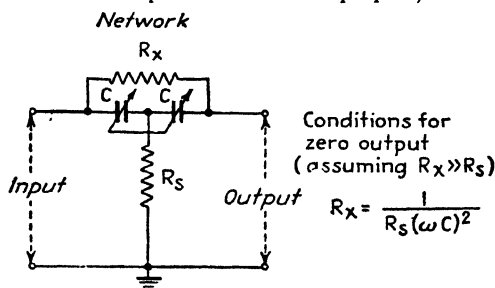 Network
Rx
C C
Rs
Input
Output
Conditions for
zero output
(assuming Rx≫Rs)
Rx = 1 / Rs(ωC)²